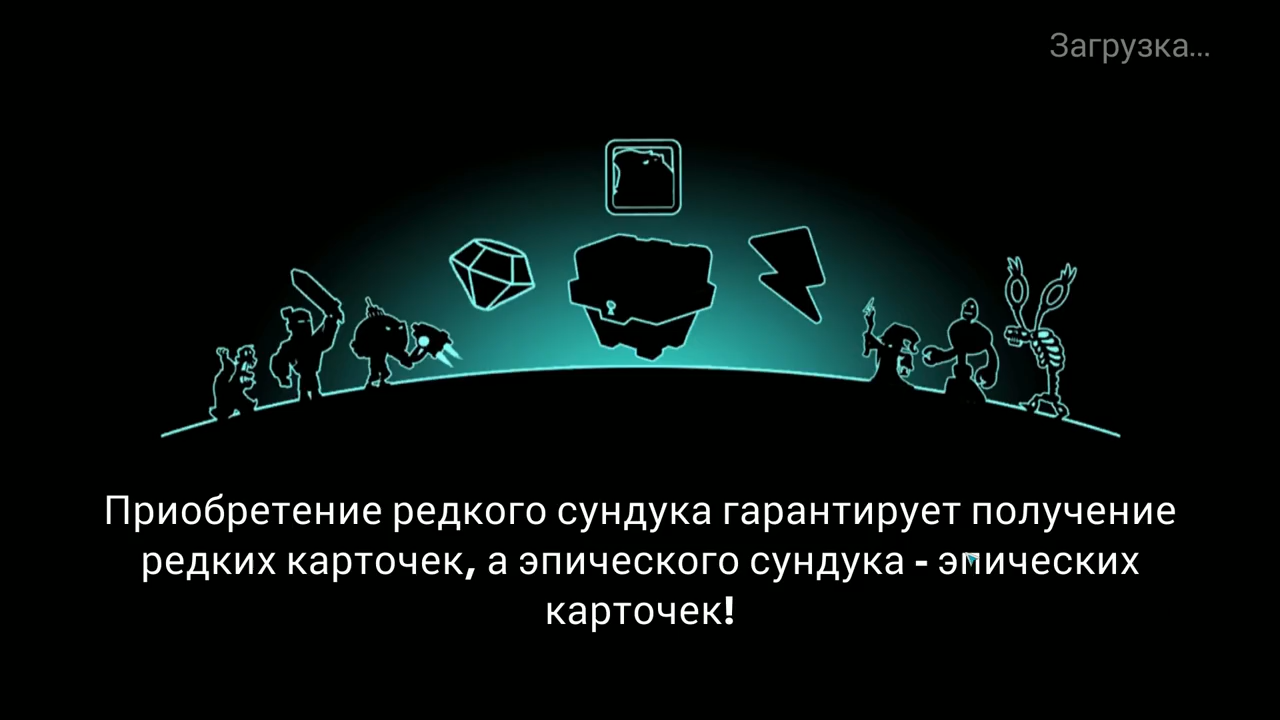 Загрузка...
Приобретение редкого сундука гарантирует получение
редких карточек, а эпического сундука - эпических
карточек!